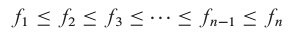 f₁ ≤ f₂ ≤ f₃ ≤ ⋯ ≤ fₙ₋₁ ≤ fₙ